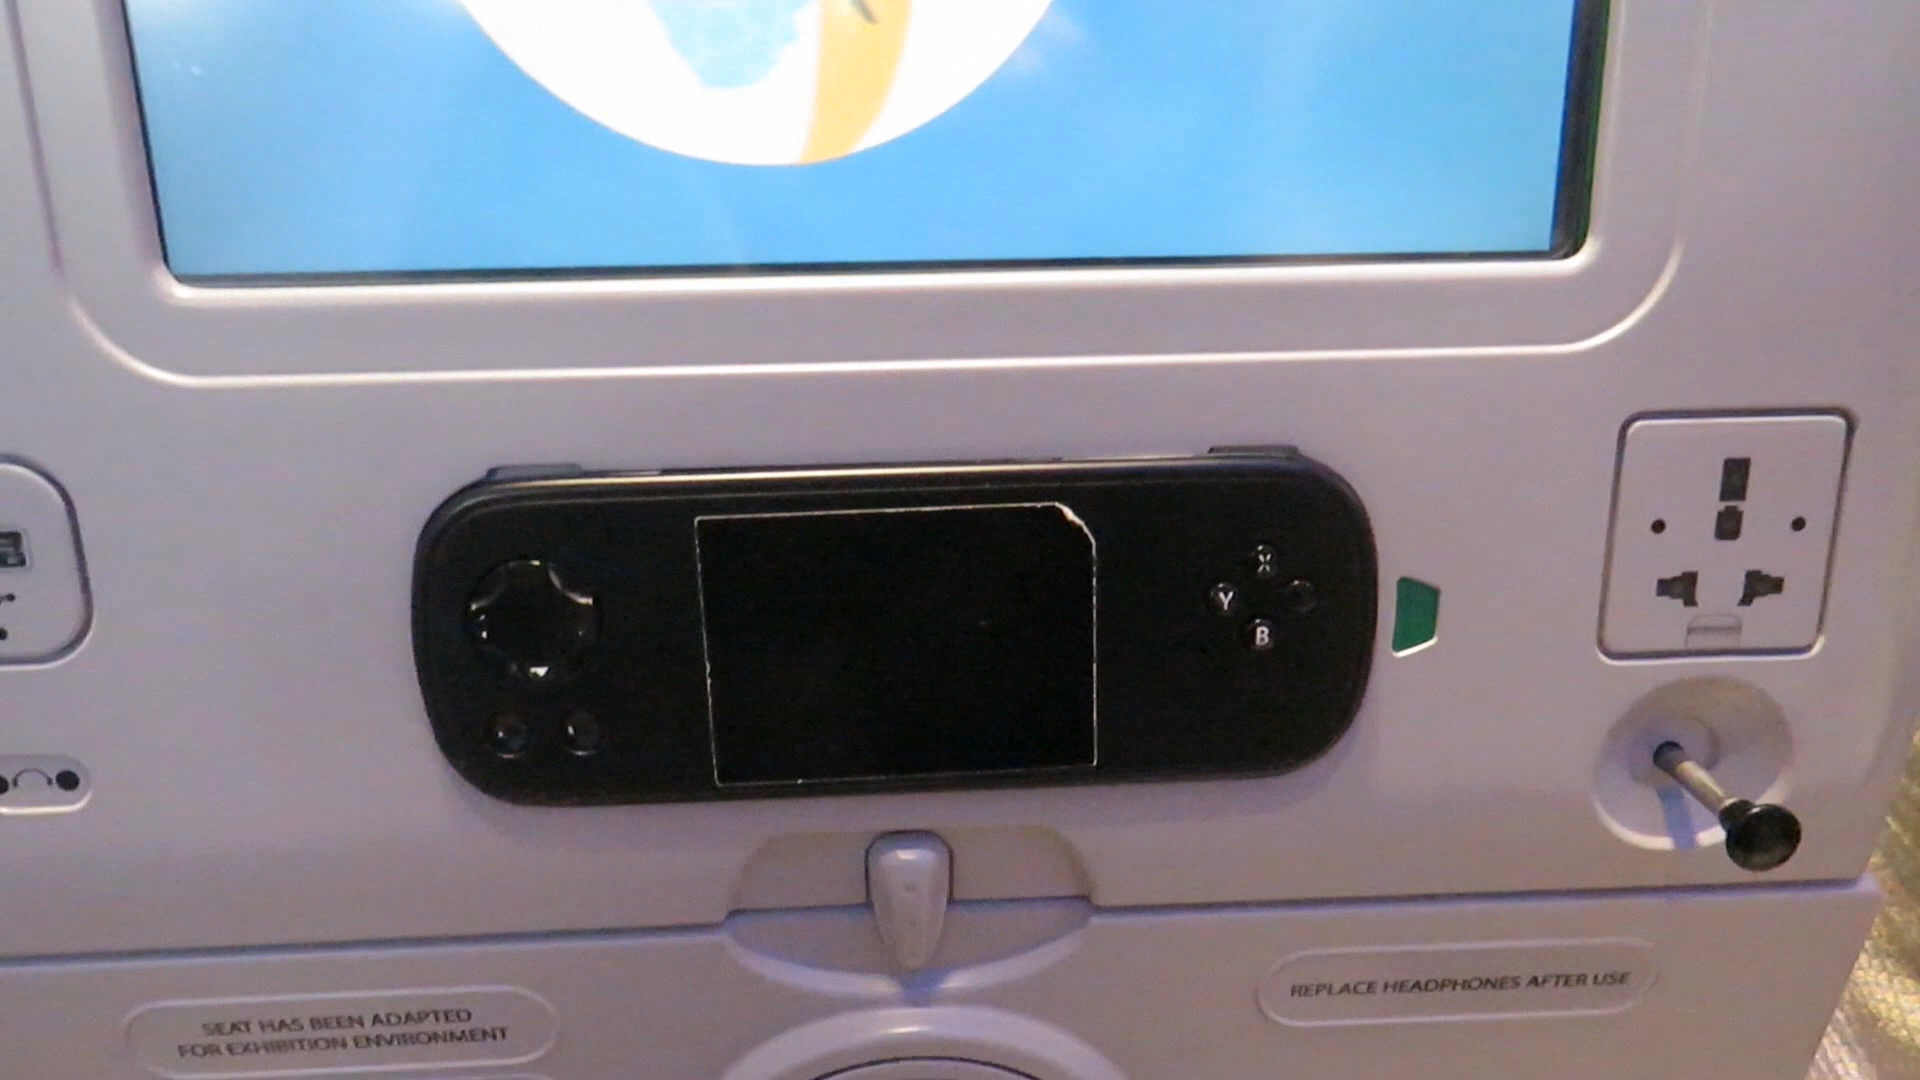 X
Y
B
SEAT HAS BEEN ADAPTED
FOR EXHIBITION ENVIRONMENT
REPLACE HEADPHONES AFTER USE